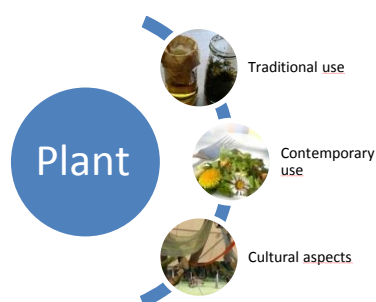 Plant
Traditional use
Contemporary
use
Cultural aspects